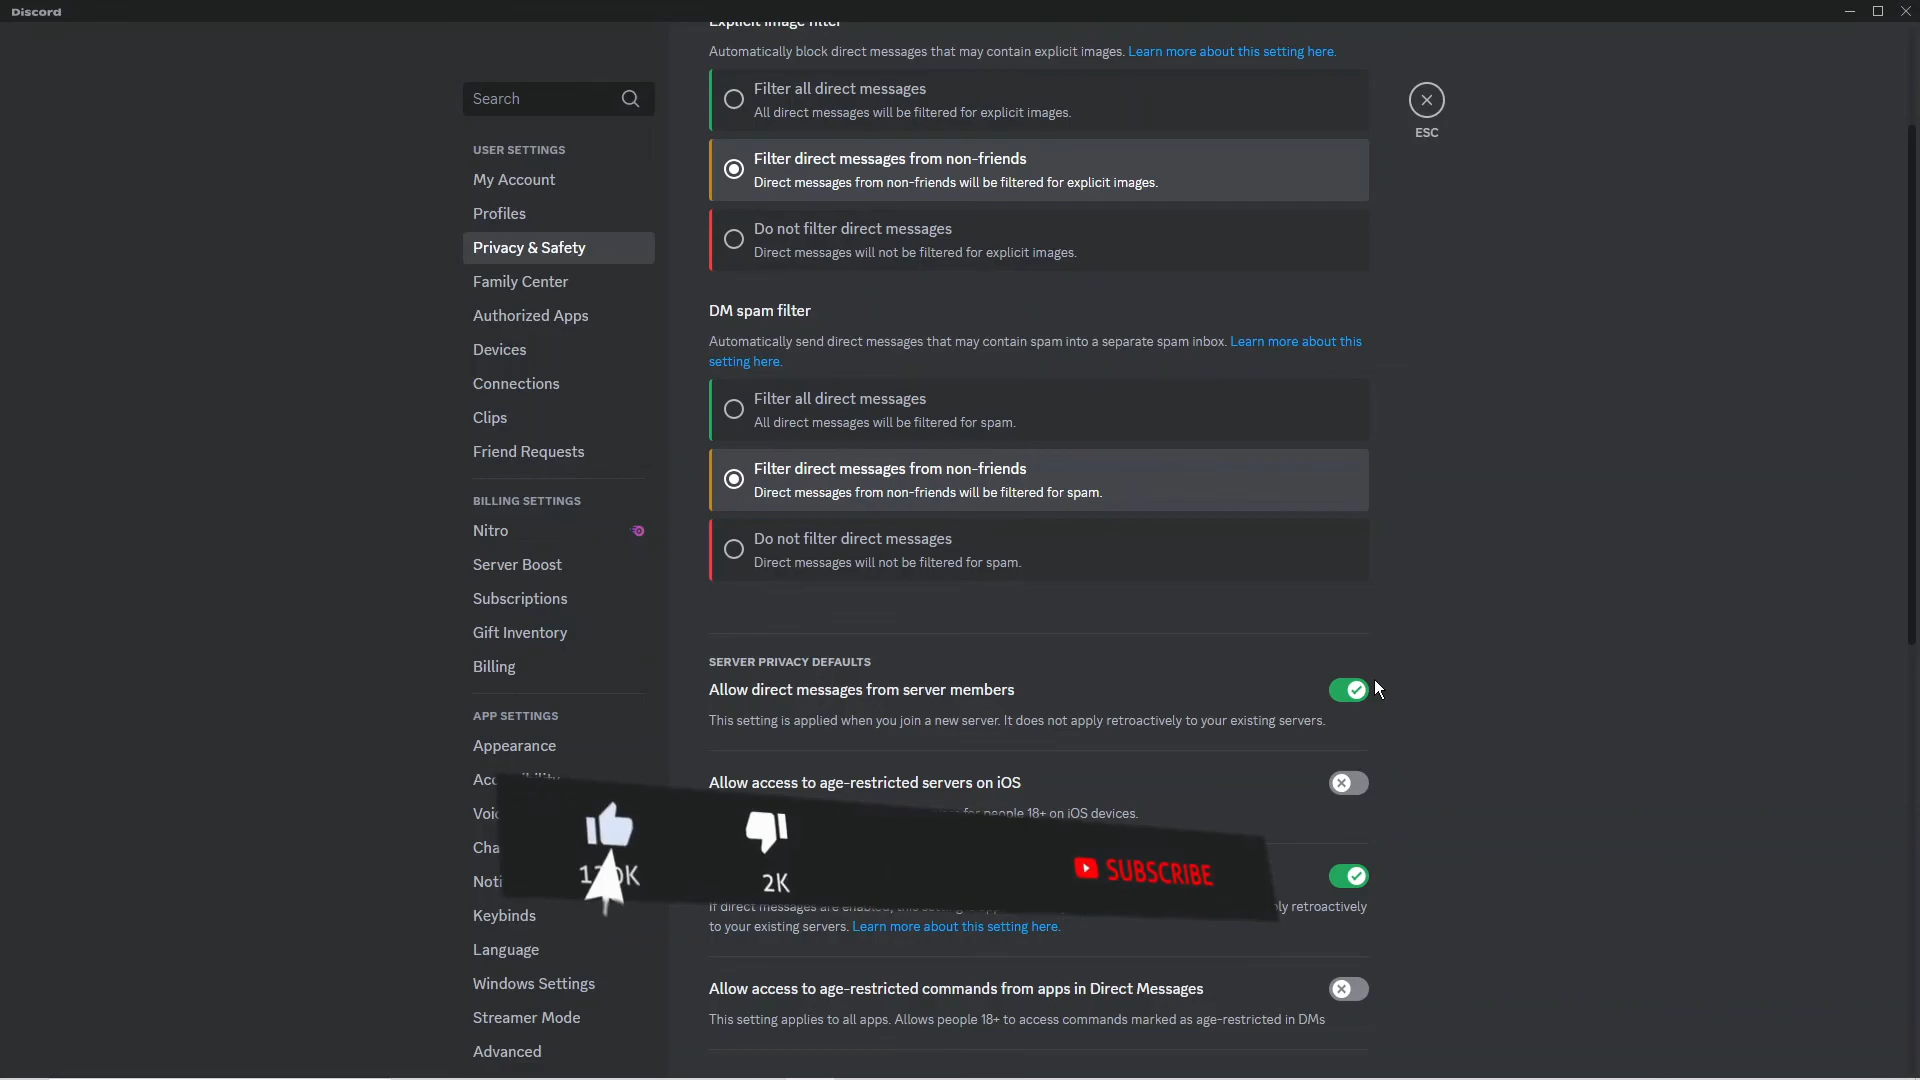 Discord
Explicit image filter
Automatically block direct messages that may contain explicit images. Learn more about this setting here.
Search
Filter all direct messages
All direct messages will be filtered for explicit images.
ESC
USER SETTINGS
My Account
Profiles
Privacy & Safety
Family Center
Authorized Apps
Devices
Connections
Clips
Friend Requests
Filter direct messages from non-friends
Direct messages from non-friends will be filtered for explicit images.
Do not filter direct messages
Direct messages will not be filtered for explicit images.
DM spam filter
Automatically send direct messages that may contain spam into a separate spam inbox. Learn more about this
setting here.
Filter all direct messages
All direct messages will be filtered for spam.
Filter direct messages from non-friends
Direct messages from non-friends will be filtered for spam.
Do not filter direct messages
Direct messages will not be filtered for spam.
BILLING SETTINGS
Nitro
Server Boost
Subscriptions
Gift Inventory
Billing
SERVER PRIVACY DEFAULTS
Allow direct messages from server members
This setting is applied when you join a new server. It does not apply retroactively to your existing servers.
Allow access to age-restricted servers on iOS
for people 18+ on iOS devices.
APP SETTINGS
Appearance
Keybinds
Language
Windows Settings
Streamer Mode
Advanced
2K
SUBSCRIBE
If direct messages are enabled, this setting retroactively
to your existing servers. Learn more about this setting here.
Allow access to age-restricted commands from apps in Direct Messages
This setting applies to all apps. Allows people 18+ to access commands marked as age-restricted in DMs